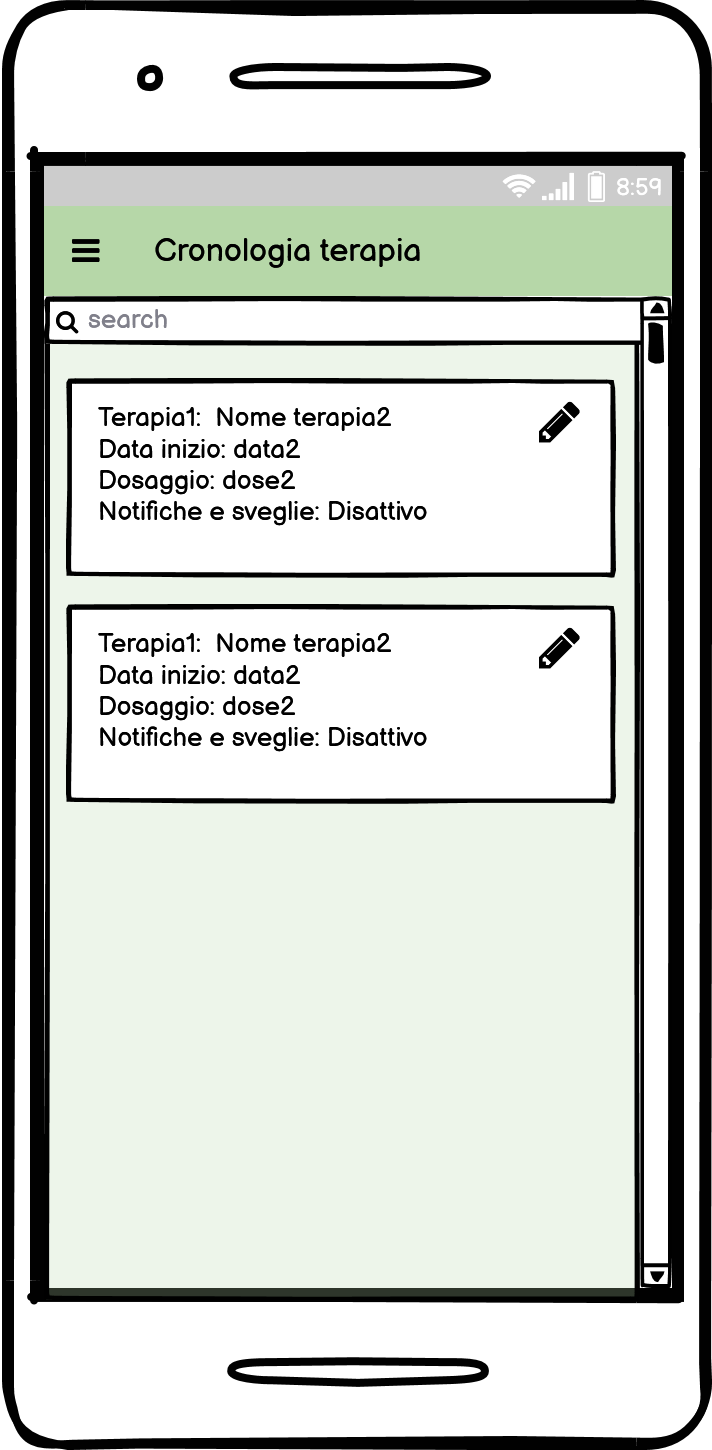 8:59
Cronologia terapia
search
Terapia1:  Nome terapia2
Data inizio: data2
Dosaggio: dose2
Notifiche e sveglie: Disattivo
Terapia1:  Nome terapia2
Data inizio: data2
Dosaggio: dose2
Notifiche e sveglie: Disattivo